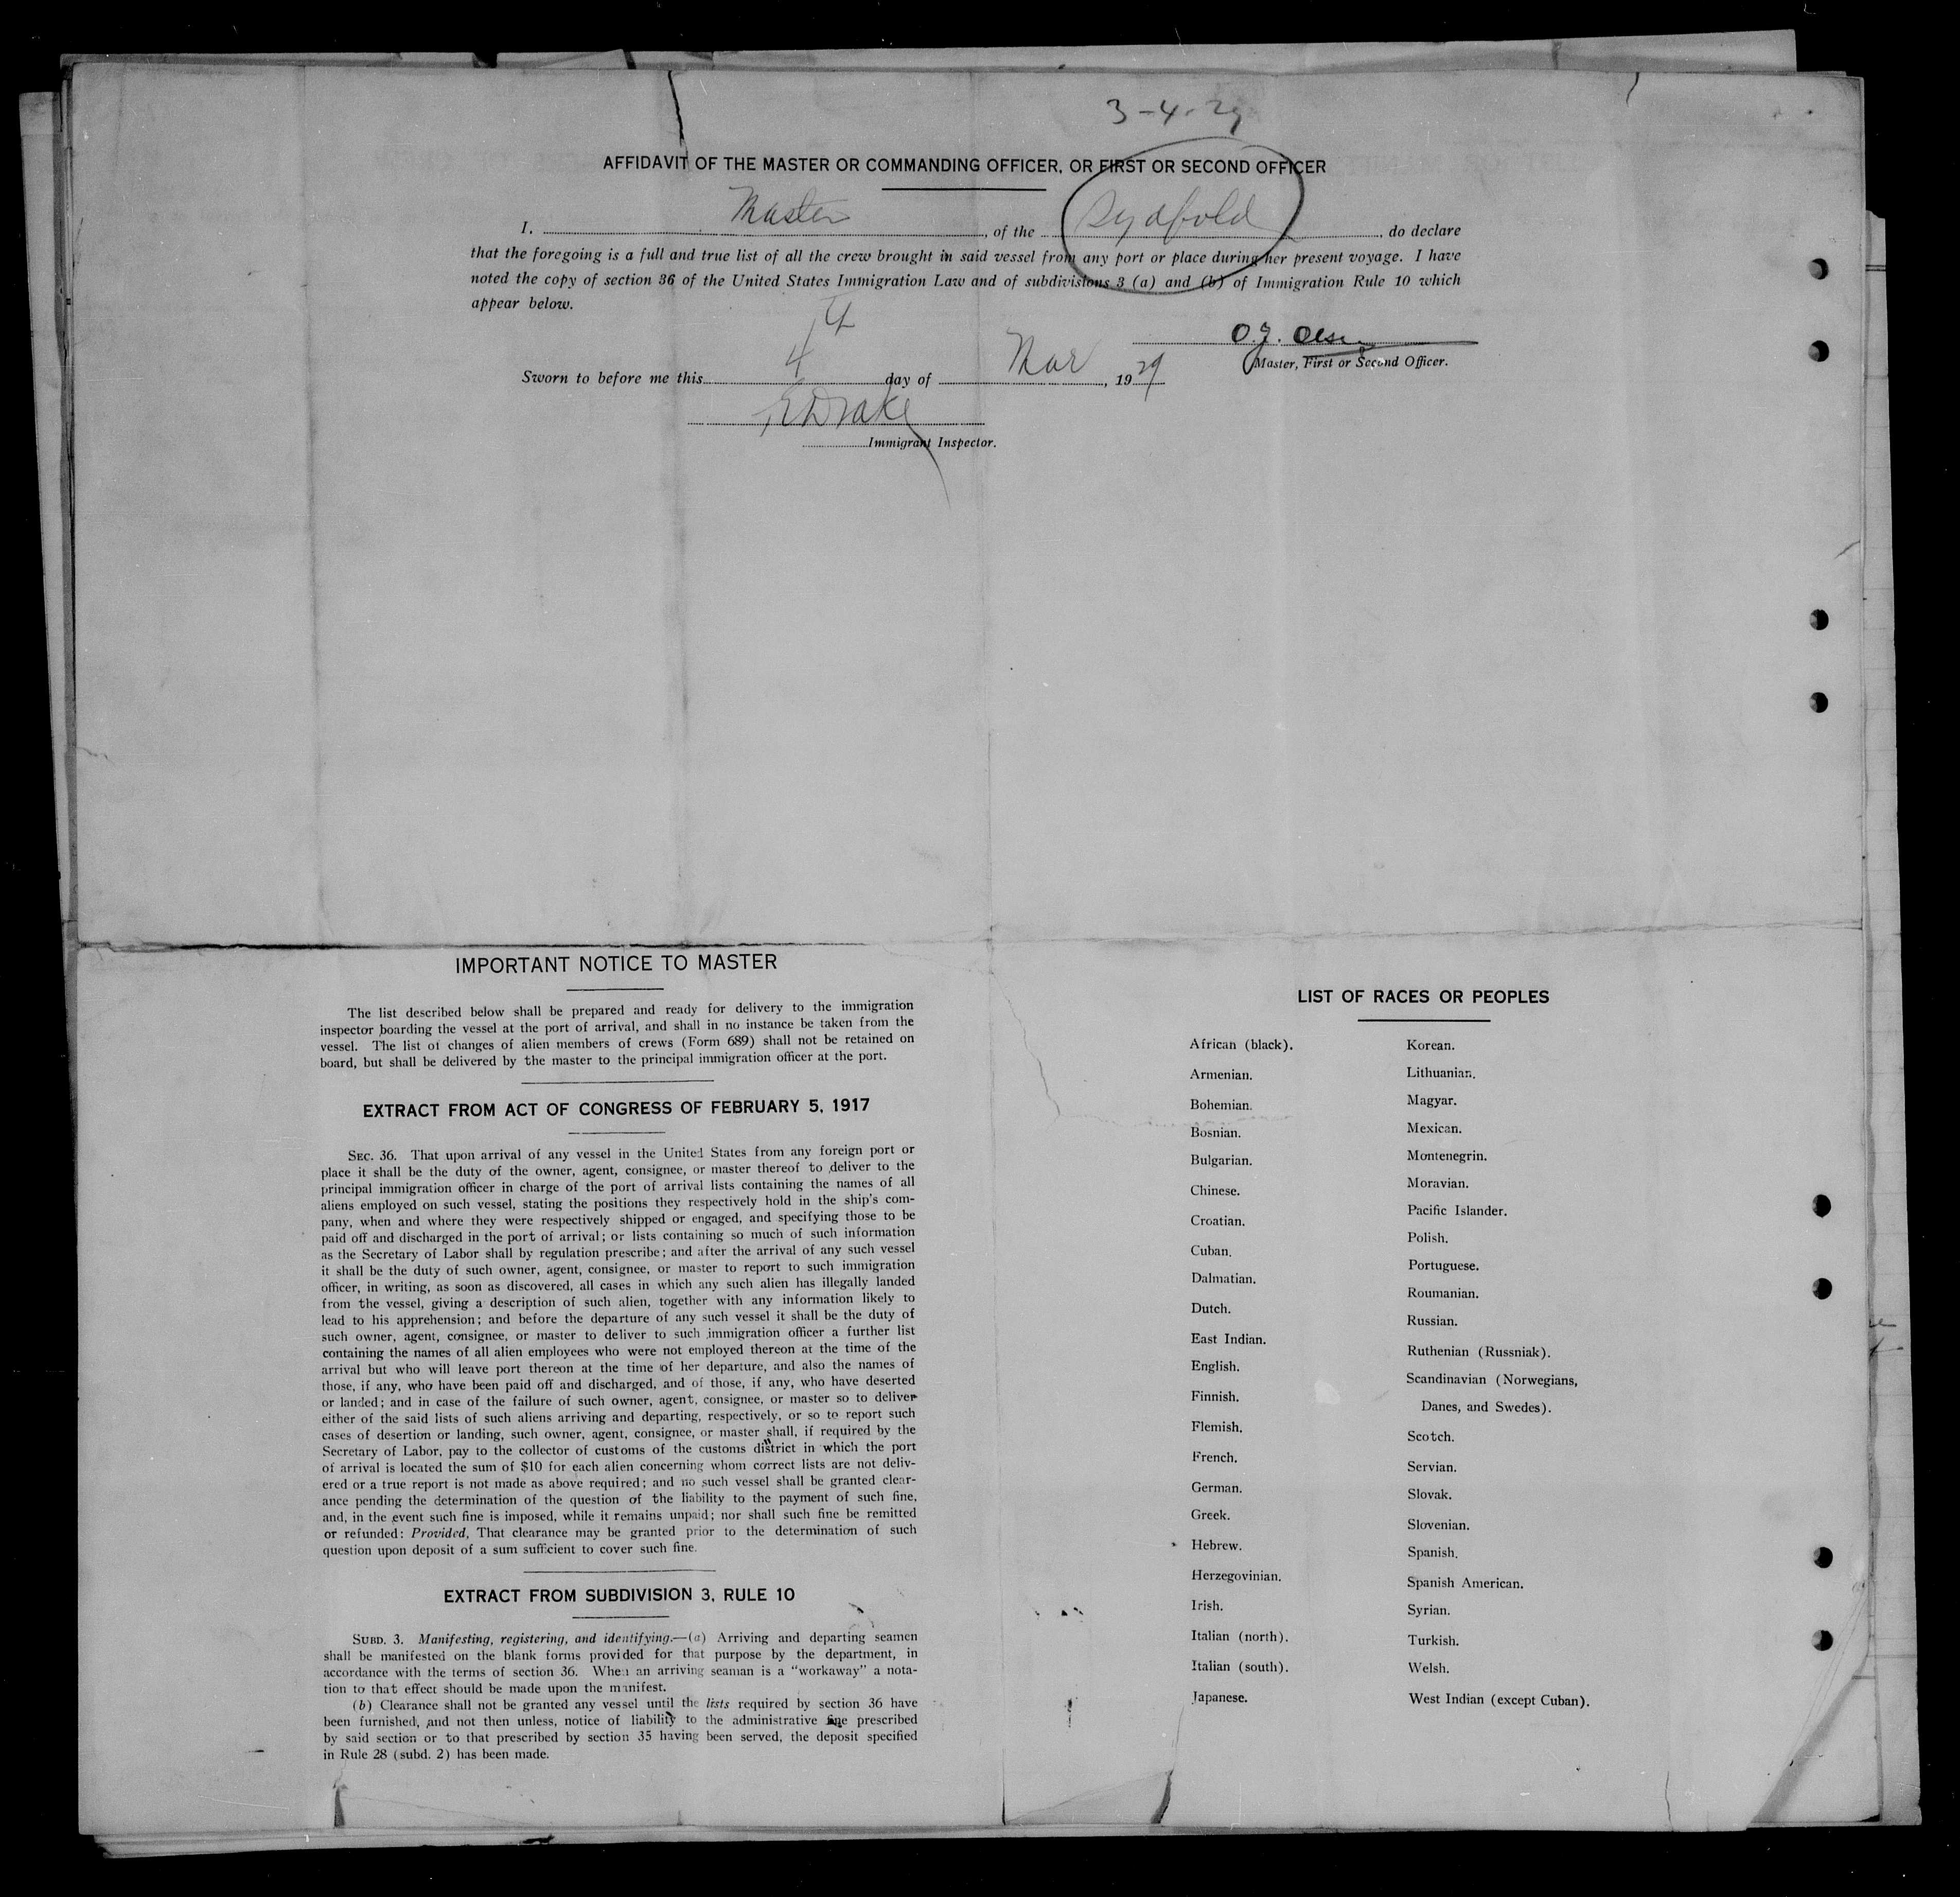 3-4-29
AFFIDAVIT OF THE MASTER OR COMMANDING OFFICER, OR FIRST OR SECOND OFFICER
I, Master, of the Sydfold, do declare
that the foregoing is a full and true list of all the crew brought in said vessel from any port or place during her present voyage. I have
noted the copy of section 36 of the United States Immigration Law and of subdivisions 3 (a) and (b) of Immigration Rule 10 which
appear below.
O.J. Olsen
Master, First or Second Officer.
Sworn to before me this 4 day of Mar, 1929
Drake
Immigrant Inspector.
IMPORTANT NOTICE TO MASTER
The list described below shall be prepared and ready for delivery to the immigration
inspector boarding the vessel at the port of arrival, and shall in no instance be taken from the
vessel. The list of changes of alien members of crews (Form 689) shall not be retained on
board, but shall be delivered by the master to the principal immigration officer at the port.
EXTRACT FROM ACT OF CONGRESS OF FEBRUARY 5, 1917
SEC. 36. That upon arrival of any vessel in the United States from any foreign port or
place it shall be the duty of the owner, agent, consignee, or master thereof to deliver to the
principal immigration officer in charge of the port of arrival lists containing the names of all
aliens employed on such vessel, stating the positions they respectively hold in the ship's com-
pany, when and where they were respectively shipped or engaged, and specifying those to be
paid off and discharged in the port of arrival; or lists containing so much of such information
as the Secretary of Labor shall by regulation prescribe; and after the arrival of any such vessel
it shall be the duty of such owner, agent, consignee, or master to report to such immigration
officer, in writing, as soon as discovered, all cases in which any such alien has illegally landed
from the vessel, giving a description of such alien, together with any information likely to
lead to his apprehension; and before the departure of any such vessel it shall be the duty of
such owner, agent, consignee, or master to deliver to such immigration officer a further list
containing the names of all alien employees who were not employed thereon at the time of the
arrival but who will leave port thereon at the time of her departure, and also the names of
those, if any, who have been paid off and discharged, and of those, if any, who have deserted
or landed; and in case of the failure of such owner, agent, consignee, or master so to deliver
either of the said lists of such aliens arriving and departing, respectively, or so to report such
cases of desertion or landing, such owner, agent, consignee, or master shall, if required by the
Secretary of Labor, pay to the collector of customs of the customs district in which the port
of arrival is located the sum of $10 for each alien concerning whom correct lists are not deliv-
ered or a true report is not made as above required; and no such vessel shall be granted clear-
ance pending the determination of the question of the liability to the payment of such fine,
and, in the event such fine is imposed, while it remains unpaid; nor shall such fine be remitted
or refunded: Provided, That clearance may be granted prior to the determination of such
question upon deposit of a sum sufficient to cover such fine.
EXTRACT FROM SUBDIVISION 3, RULE 10
SUBD. 3. Manifesting, registering, and identifying.—(a) Arriving and departing seamen
shall be manifested on the blank forms provided for that purpose by the department, in
accordance with the terms of section 36. When an arriving seaman is a "workaway" a nota-
tion to that effect should be made upon the manifest.
(b) Clearance shall not be granted any vessel until the lists required by section 36 have
been furnished, and not then unless, notice of liability to the administrative fine prescribed
by said section or to that prescribed by section 35 having been served, the deposit specified
in Rule 28 (subd. 2) has been made.
LIST OF RACES OR PEOPLES
African (black).
Armenian.
Bohemian.
Bosnian.
Bulgarian.
Chinese.
Croatian.
Cuban.
Dalmatian.
Dutch.
East Indian.
English.
Finnish.
Flemish.
French.
German.
Greek.
Hebrew.
Herzegovinian.
Irish.
Italian (north).
Italian (south).
Japanese.
Korean.
Lithuanian.
Magyar.
Mexican.
Montenegrin.
Moravian.
Pacific Islander.
Polish.
Portuguese.
Roumanian.
Russian.
Ruthenian (Russniak).
Scandinavian (Norwegians,
Danes, and Swedes).
Scotch.
Servian.
Slovak.
Slovenian.
Spanish.
Spanish American.
Syrian.
Turkish.
Welsh.
West Indian (except Cuban).